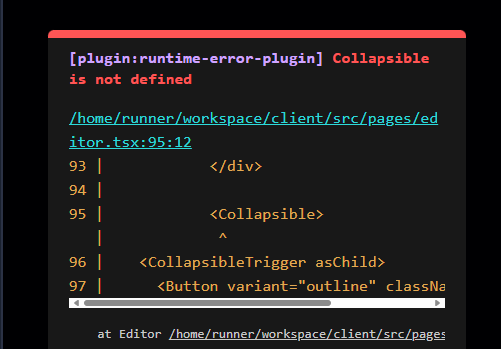 [plugin:runtime-error-plugin] Collapsible
is not defined
/home/runner/workspace/client/src/pages/ed
itor.tsx:95:12
93 |            </div>
94 |
95 |            <Collapsible>
   |             ^
96 |    <CollapsibleTrigger asChild>
97 |      <Button variant="outline" classNa
at Editor /home/runner/workspace/client/src/pages